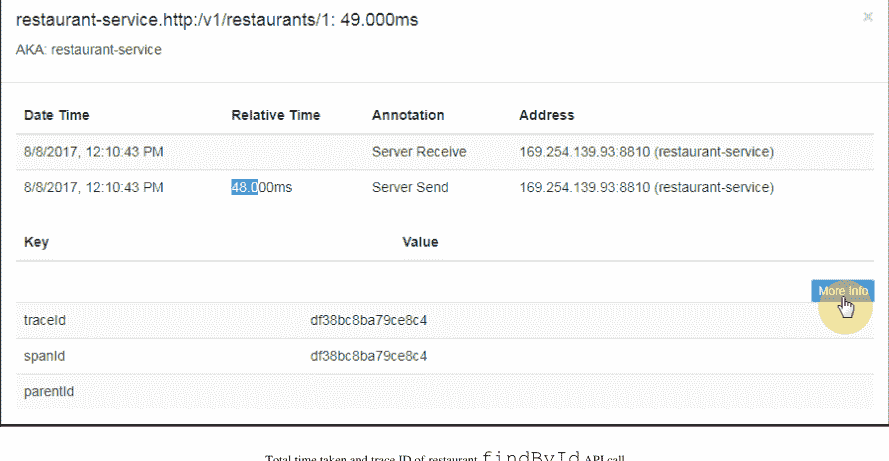 restaurant-service.http:/v1/restaurants/1: 49.000ms
×
AKA: restaurant-service
Date Time Relative Time Annotation Address
8/8/2017, 12:10:43 PM Server Receive 169.254.139.93:8810 (restaurant-service)
8/8/2017, 12:10:43 PM 48.000ms Server Send 169.254.139.93:8810 (restaurant-service)
Key Value
More Info
traceId df38bc8ba79ce8c4
spanId df38bc8ba79ce8c4
parentId
Total time taken and trace ID of restaurant findById API call